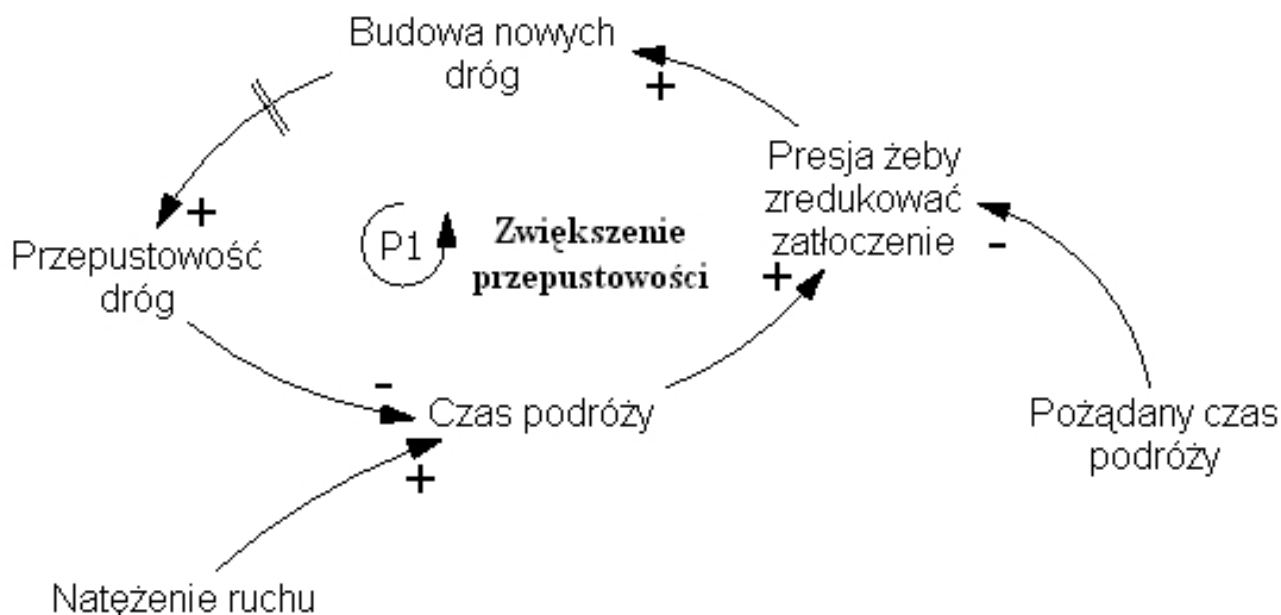 Budowa nowych
dróg
+
Presja żeby
zredukować
zatłoczenie
-
+
+
Przepustowość
dróg
P1
Zwiększenie
przepustowości
-
Czas podróży
+
Pożądany czas
podróży
Natężenie ruchu